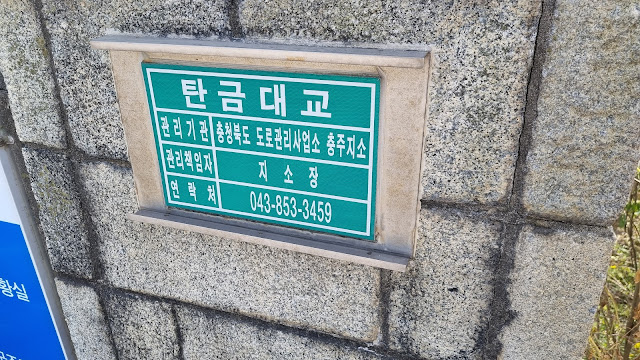 탄금대교
관리기관 충청북도 도로관리사업소 충주지소
관리책임자 지소장
연락처 043-853-3459
황실